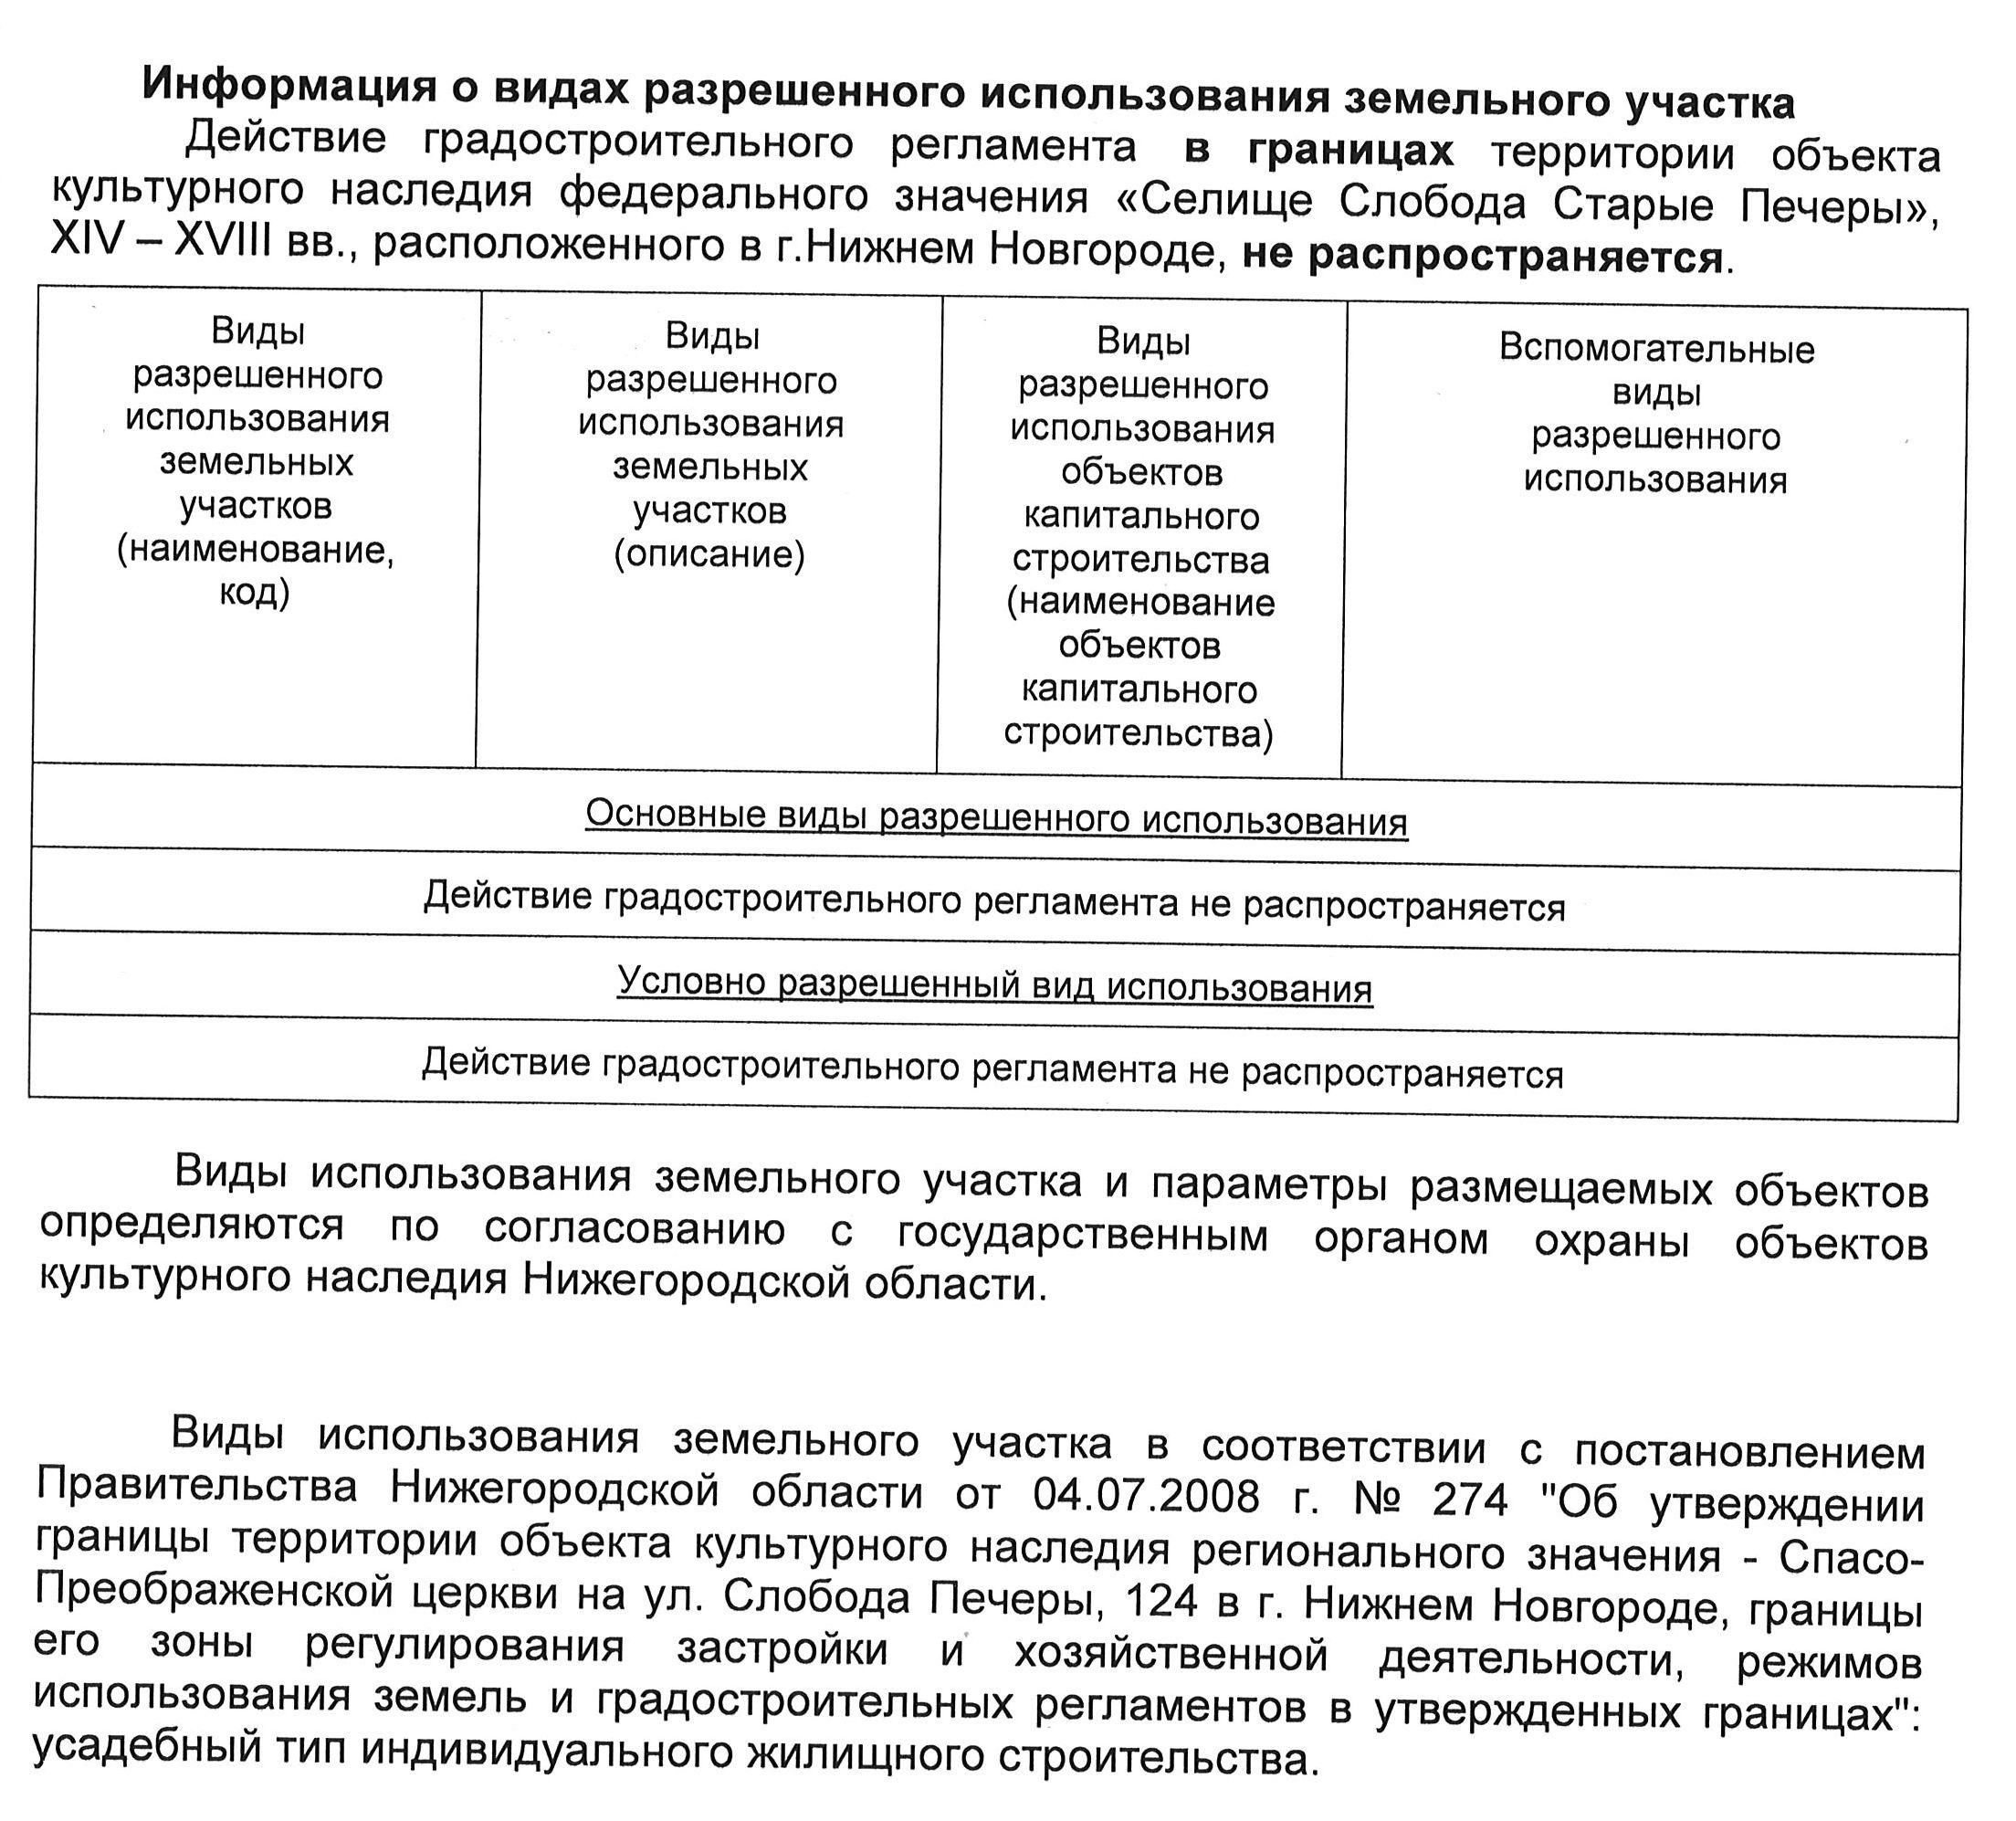 Информация о видах разрешенного использования земельного участка
Действие градостроительного регламента в границах территории объекта
культурного наследия федерального значения «Селище Слобода Старые Печеры»,
XIV – XVIII вв., расположенного в г.Нижнем Новгороде, не распространяется.
Виды
разрешенного
использования
земельных
участков
(наименование,
код)
Виды
разрешенного
использования
земельных
участков
(описание)
Виды
разрешенного
использования
объектов
капитального
строительства
(наименование
объектов
капитального
строительства)
Вспомогательные
виды
разрешенного
использования
Основные виды разрешенного использования
Действие градостроительного регламента не распространяется
Условно разрешенный вид использования
Действие градостроительного регламента не распространяется
Виды использования земельного участка и параметры размещаемых объектов
определяются по согласованию с государственным органом охраны объектов
культурного наследия Нижегородской области.
Виды использования земельного участка в соответствии с постановлением
Правительства Нижегородской области от 04.07.2008 г. № 274 "Об утверждении
границы территории объекта культурного наследия регионального значения - Спасо-
Преображенской церкви на ул. Слобода Печеры, 124 в г. Нижнем Новгороде, границы
его зоны регулирования застройки и хозяйственной деятельности, режимов
использования земель и градостроительных регламентов в утвержденных границах":
усадебный тип индивидуального жилищного строительства.